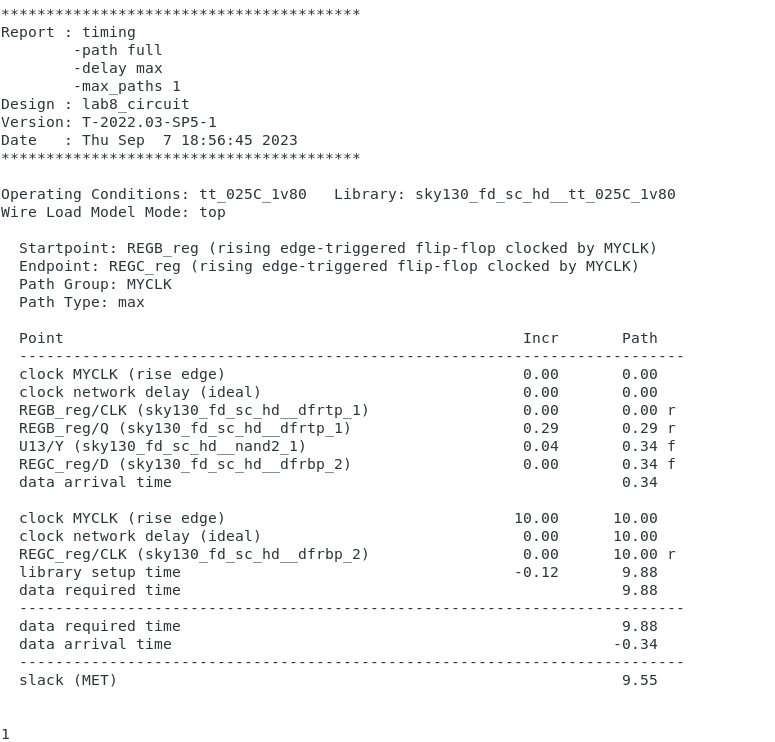 ****************************************
Report : timing
        -path full
        -delay max
        -max_paths 1
Design : lab8_circuit
Version: T-2022.03-SP5-1
Date   : Thu Sep  7 18:56:45 2023
****************************************

Operating Conditions: tt_025C_1v80   Library: sky130_fd_sc_hd__tt_025C_1v80
Wire Load Model Mode: top

  Startpoint: REGB_reg (rising edge-triggered flip-flop clocked by MYCLK)
  Endpoint: REGC_reg (rising edge-triggered flip-flop clocked by MYCLK)
  Path Group: MYCLK
  Path Type: max

  Point                                                   Incr       Path
  --------------------------------------------------------------------------
  clock MYCLK (rise edge)                                 0.00       0.00
  clock network delay (ideal)                             0.00       0.00
  REGB_reg/CLK (sky130_fd_sc_hd__dfrtp_1)                 0.00       0.00 r
  REGB_reg/Q (sky130_fd_sc_hd__dfrtp_1)                   0.29       0.29 r
  U13/Y (sky130_fd_sc_hd__nand2_1)                        0.04       0.34 f
  REGC_reg/D (sky130_fd_sc_hd__dfrbp_2)                   0.00       0.34 f
  data arrival time                                                  0.34

  clock MYCLK (rise edge)                                10.00      10.00
  clock network delay (ideal)                             0.00      10.00
  REGC_reg/CLK (sky130_fd_sc_hd__dfrbp_2)                 0.00      10.00 r
  library setup time                                     -0.12       9.88
  data required time                                                 9.88
  --------------------------------------------------------------------------
  data required time                                                 9.88
  data arrival time                                                 -0.34
  --------------------------------------------------------------------------
  slack (MET)                                                        9.55


1